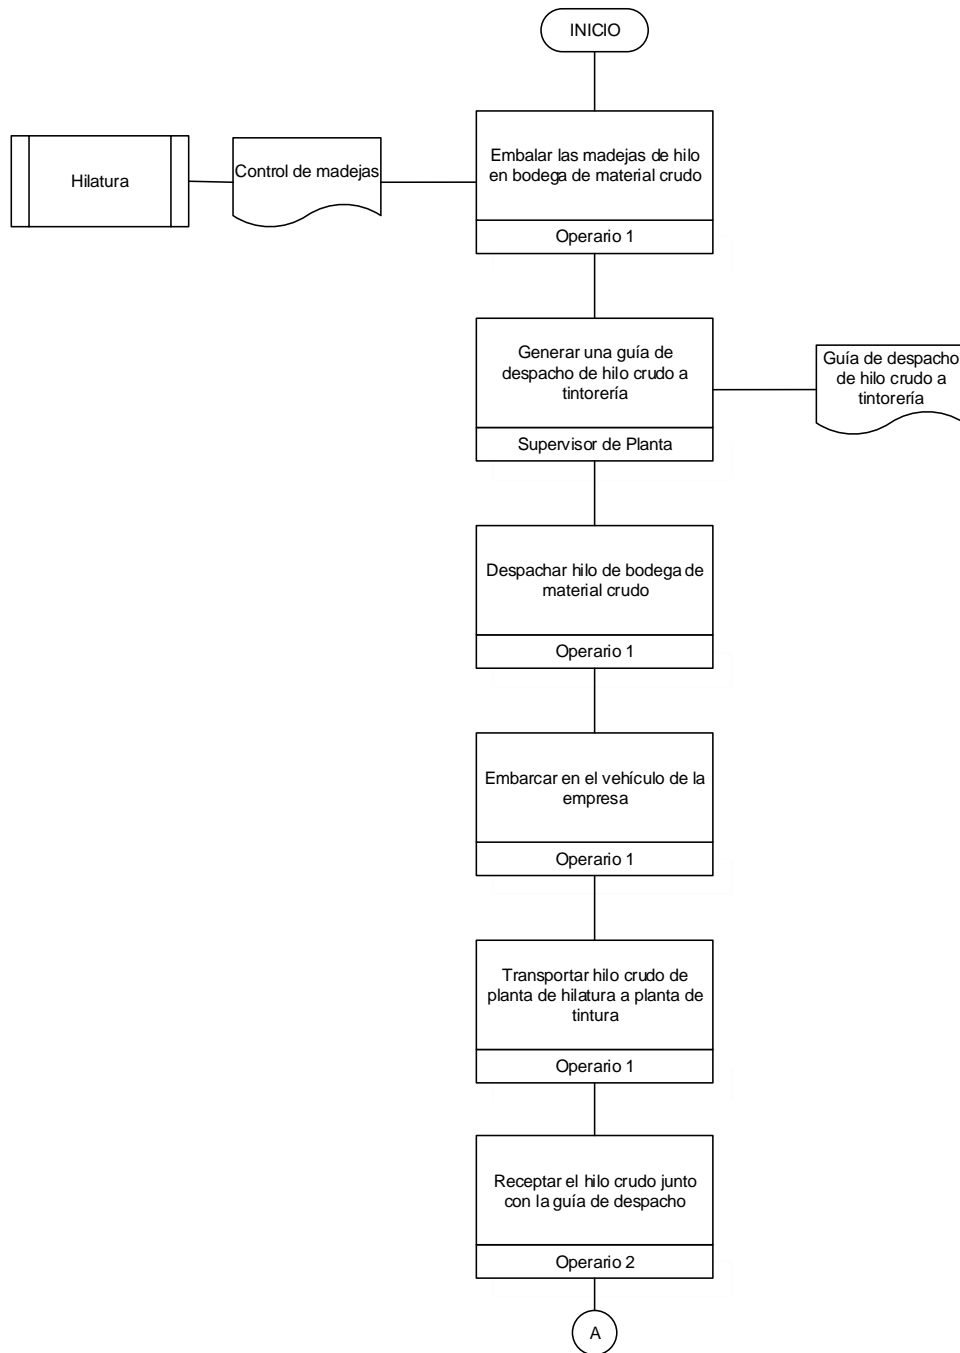 INICIO
Hilatura
Control de madejas
Embalar las madejas de hilo
en bodega de material crudo
Operario 1
Generar una guía de
despacho de hilo crudo a
tintorería
Supervisor de Planta
Guía de despacho
de hilo crudo a
tintorería
Despachar hilo de bodega de
material crudo
Operario 1
Embarcar en el vehículo de la
empresa
Operario 1
Transportar hilo crudo de
planta de hilatura a planta de
tintura
Operario 1
Receptar el hilo crudo junto
con la guía de despacho
Operario 2
A